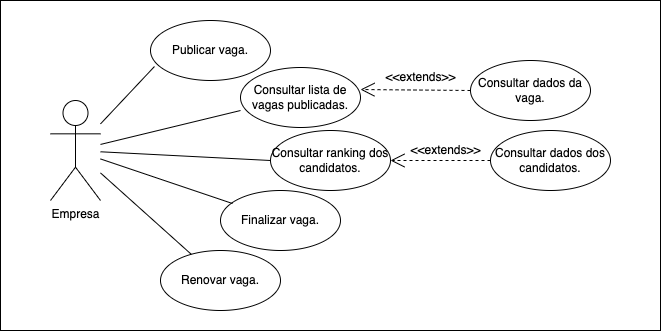 Publicar vaga.
Consultar lista de
vagas publicadas.
<<extends>>
Consultar dados da
vaga.
Consultar ranking dos
candidatos.
<<extends>>
Consultar dados dos
candidatos.
Empresa
Finalizar vaga.
Renovar vaga.